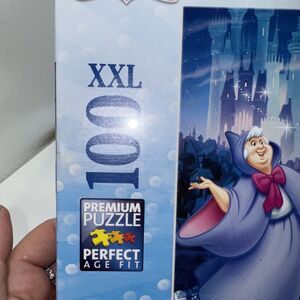 XXL
100
PREMIUM
PUZZLE
PERFECT
AGE FIT